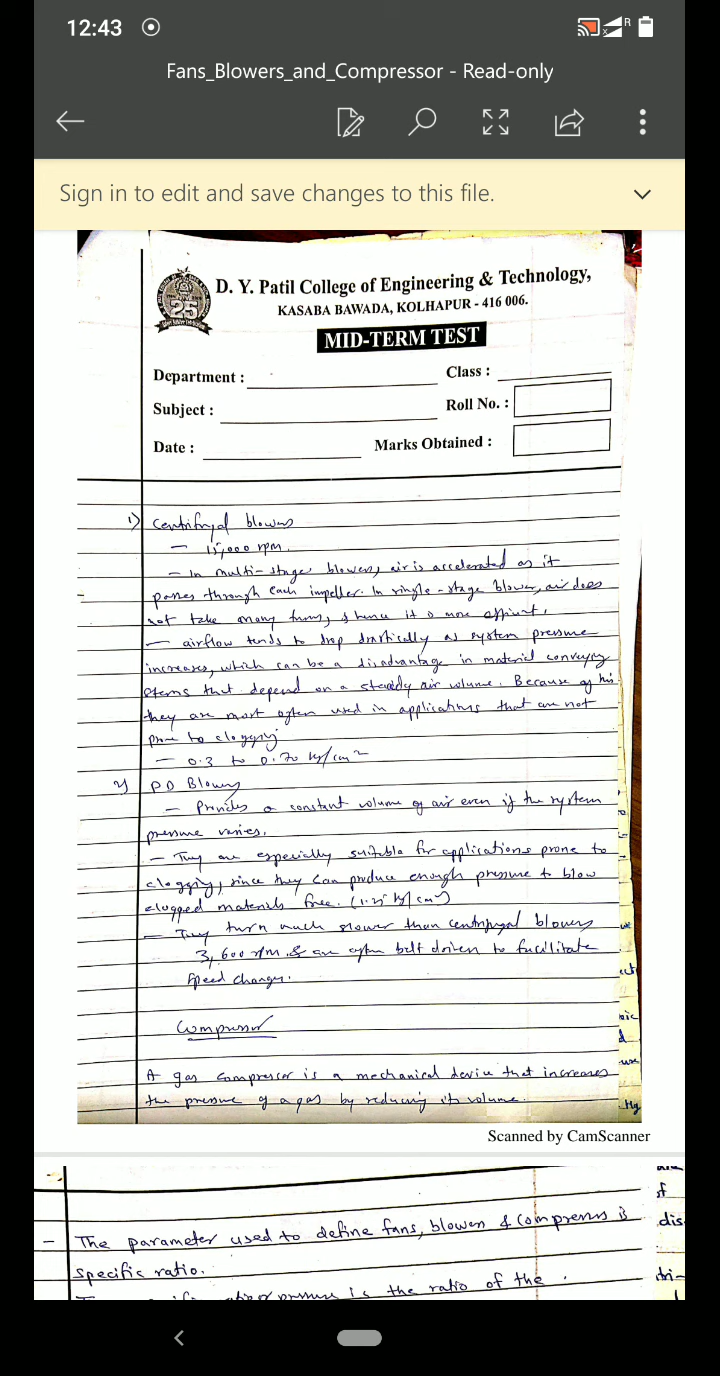 12:43
R
x
Fans_Blowers_and_Compressor - Read-only
Sign in to edit and save changes to this file.
25
D. Y. Patil College of Engineering & Technology,
KASABA BAWADA, KOLHAPUR - 416 006.
MID-TERM TEST
Department :
Class :
Subject :
Roll No. :
Date :
Marks Obtained :
1) Centrifugal blowers
— 15,000 rpm.
— In multi-stage blowers, air is accelerated as it
passes through each impeller. In single-stage blower, air does
not take many turns, & hence it is more efficient.
— airflow tends to drop drastically as system pressure
increases, which can be a disadvantage in material conveying
stems that depend on a steady air volume. Because of this
they are most often used in applications that are not
prone to clogging
— 0.3 to 0.70 kg/cm2
2) PD Blowers
— Provides a constant volume of air even if the system
pressure varies.
— They are especially suitable for applications prone to
clogging, since they can produce enough pressure to blow
clogged materials free. (1.25 kg/cm2)
— They turn much slower than centrifugal blowers
3,600 rpm & are often belt driven to facilitate
speed changes.
Compressor
A gas compressor is a mechanical device that increases
the pressure of a gas by reducing its volume.
Scanned by CamScanner
— The parameter used to define fans, blowers & compressors is
specific ratio.
pressure is the ratio of the